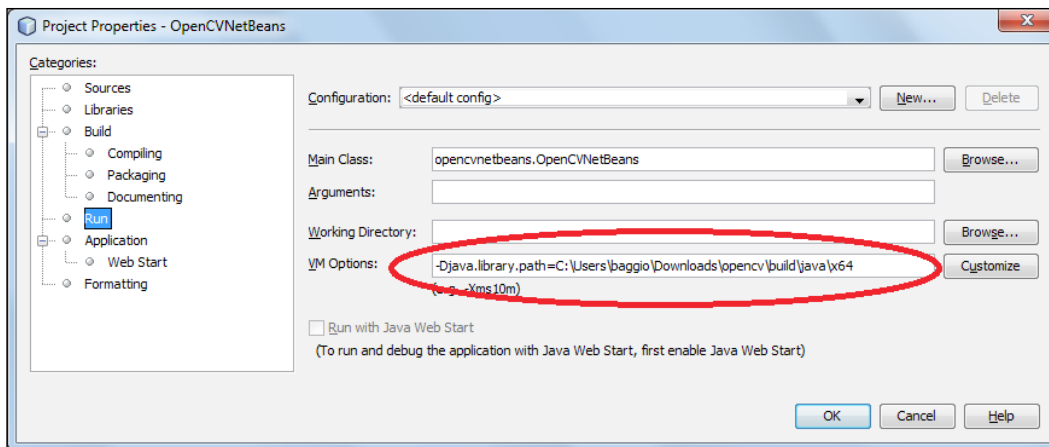 Project Properties - OpenCVNetBeans
Categories:
Sources
Libraries
Build
Compiling
Packaging
Documenting
Run
Application
Web Start
Formatting
Configuration: <default config> New... Delete
Main Class: opencvnetbeans.OpenCVNetBeans Browse...
Arguments:
Working Directory: Browse...
VM Options: -Djava.library.path=C:\Users\baggio\Downloads\opencv\build\java\x64 Customize
(e.g. -Xms10m)
Run with Java Web Start
(To run and debug the application with Java Web Start, first enable Java Web Start)
OK Cancel Help